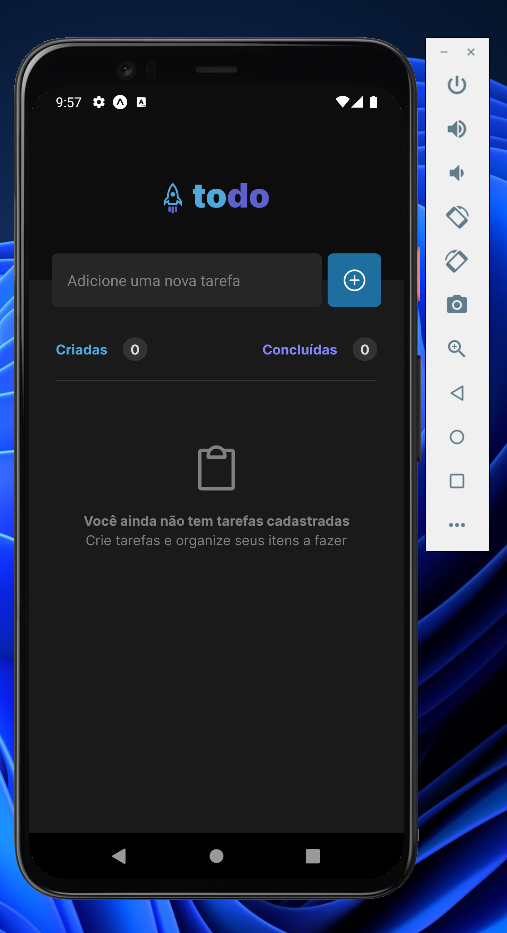 9:57
todo
Adicione uma nova tarefa
Criadas 0 Concluídas 0
Você ainda não tem tarefas cadastradas
Crie tarefas e organize seus itens a fazer